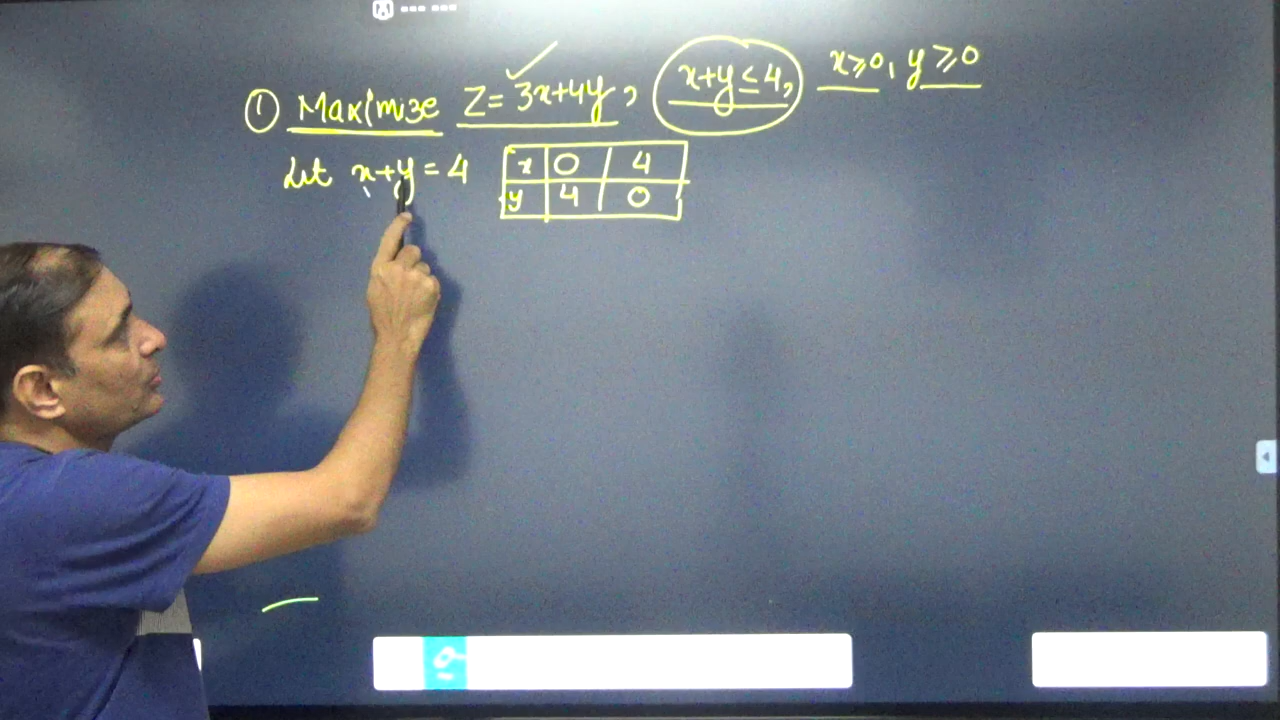 ① Maximize Z = 3x+4y, x+y ≤ 4, x ≥ 0, y ≥ 0
Let x+y = 4
x 0 4
y 4 0